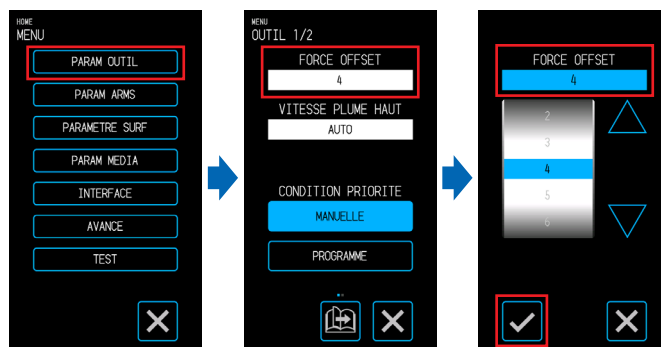 HOME
MENU
PARAM OUTIL
PARAM ARMS
PARAMETRE SURF
PARAM MEDIA
INTERFACE
AVANCE
TEST
MENU
OUTIL 1/2
FORCE OFFSET
4
VITESSE PLUME HAUT
AUTO
CONDITION PRIORITE
MANUELLE
PROGRAMME
FORCE OFFSET
4
2
3
4
5
6